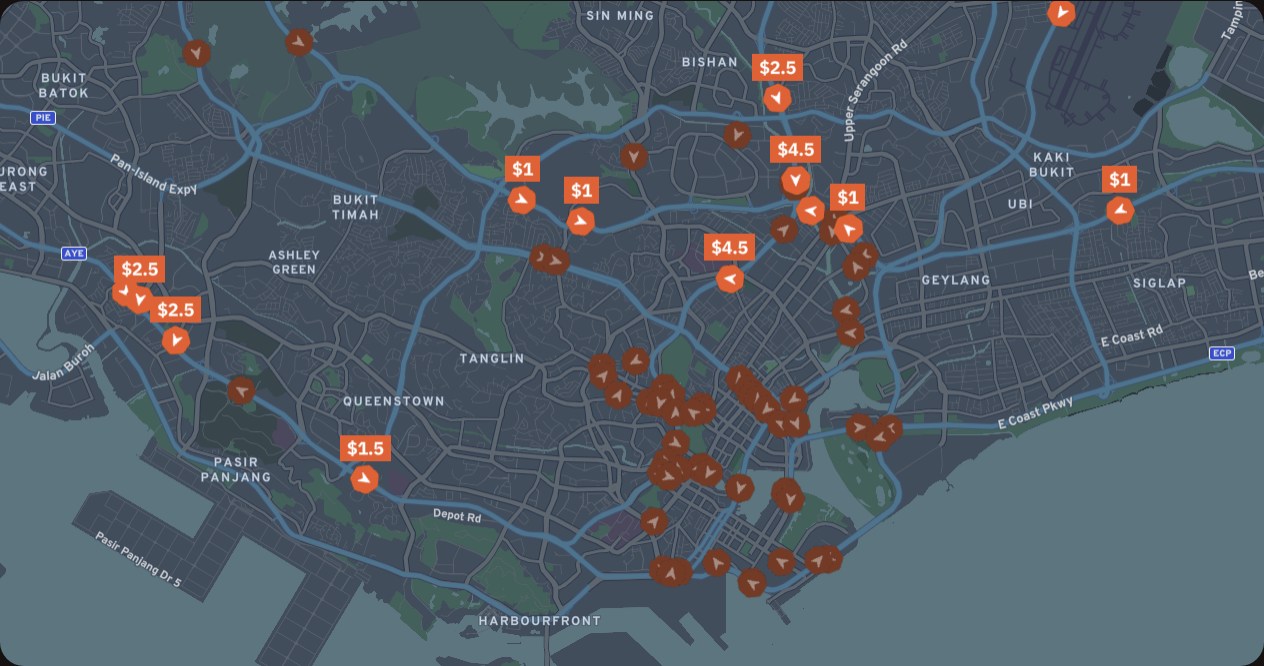 SIN MING
BISHAN
$2.5
Upper Serangoon Rd
BUKIT
BATOK
PIE
Pan-Island Expy
$4.5
KAKI
BUKIT
$1
$1
$1
$1
URONG
EAST
BUKIT
TIMAH
UBI
AYE
$2.5
ASHLEY
GREEN
$4.5
GEYLANG
SIGLAP
$2.5
E Coast Rd
ECP
Jalan Buroh
TANGLIN
QUEENSTOWN
E Coast Pkwy
$1.5
PASIR
PANJANG
Depot Rd
Pasir Panjang Dr 5
HARBOURFRONT